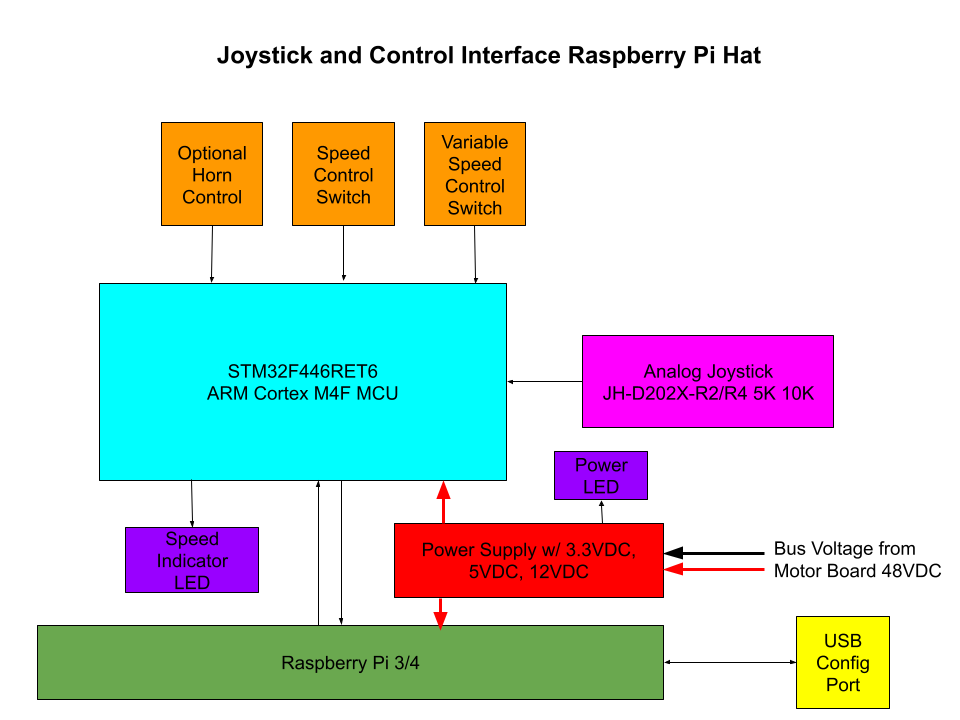 Joystick and Control Interface Raspberry Pi Hat
Optional
Horn
Control
Speed
Control
Switch
Variable
Speed
Control
Switch
STM32F446RET6
ARM Cortex M4F MCU
Analog Joystick
JH-D202X-R2/R4 5K 10K
Power
LED
Speed
Indicator
LED
Power Supply w/ 3.3VDC,
5VDC, 12VDC
Bus Voltage from
Motor Board 48VDC
Raspberry Pi 3/4
USB
Config
Port